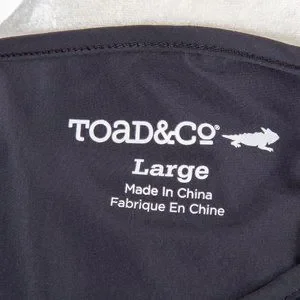 TOAD&CO®
Large
Made In China
Fabrique En Chine